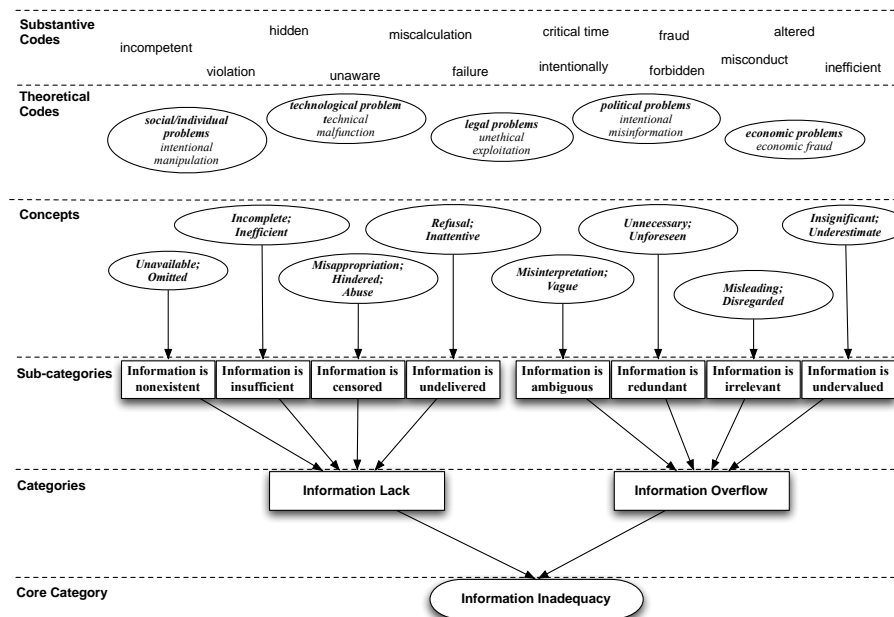 Substantive
Codes
incompetent
hidden
miscalculation
critical time
fraud
altered
violation
unaware
failure
intentionally
forbidden
misconduct
inefficient
Theoretical
Codes
social/individual
problems
intentional
manipulation
technological problem
technical
malfunction
legal problems
unethical
exploitation
political problems
intentional
misinformation
economic problems
economic fraud
Concepts
Unavailable;
Omitted
Incomplete;
Inefficient
Misappropriation;
Hindered;
Abuse
Refusal;
Inattentive
Misinterpretation;
Vague
Unnecessary;
Unforeseen
Misleading;
Disregarded
Insignificant;
Underestimate
Sub-categories
Information is
nonexistent
Information is
insufficient
Information is
censored
Information is
undelivered
Information is
ambiguous
Information is
redundant
Information is
irrelevant
Information is
undervalued
Categories
Information Lack
Information Overflow
Core Category
Information Inadequacy